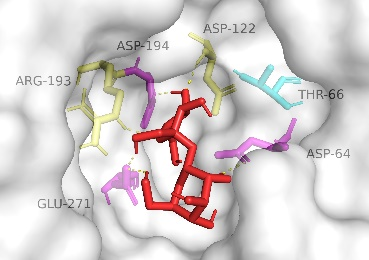 ASP-122
ASP-194
ARG-193
THR-66
ASP-64
GLU-271